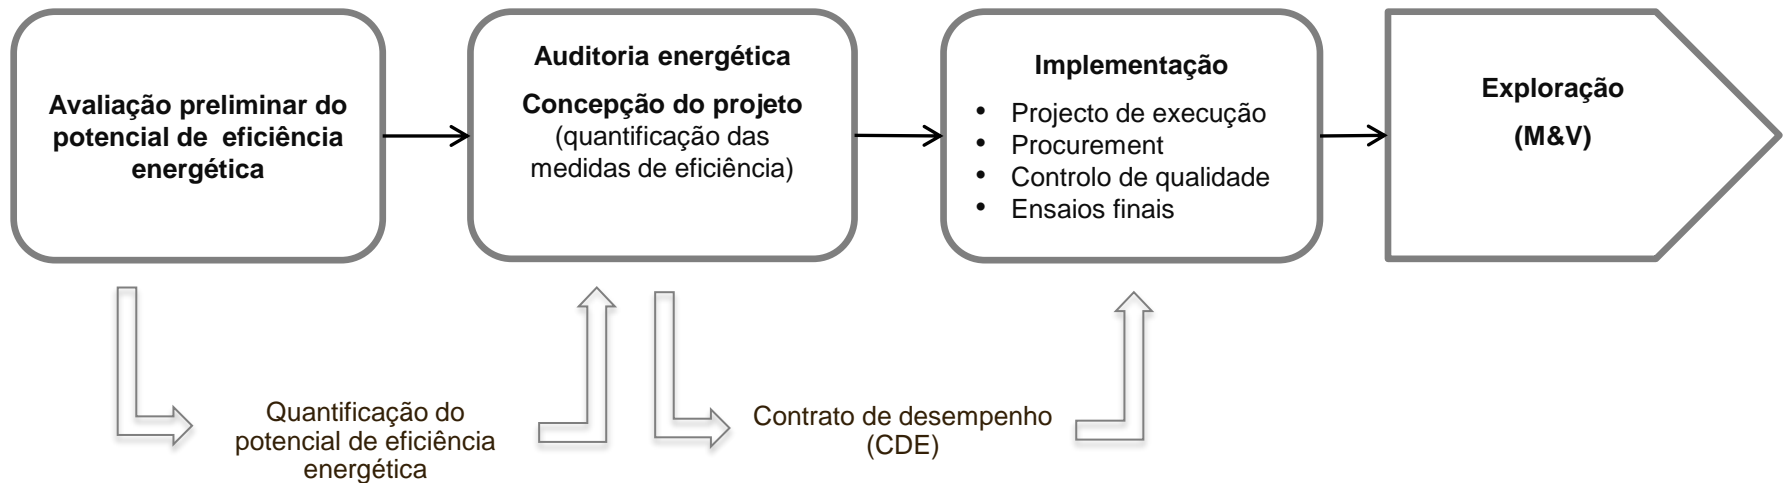 Avaliação preliminar do
potencial de eficiência
energética
Auditoria energética
Concepção do projeto
(quantificação das
medidas de eficiência)
Implementação
• Projecto de execução
• Procurement
• Controlo de qualidade
• Ensaios finais
Exploração
(M&V)
Quantificação do
potencial de eficiência
energética
Contrato de desempenho
(CDE)